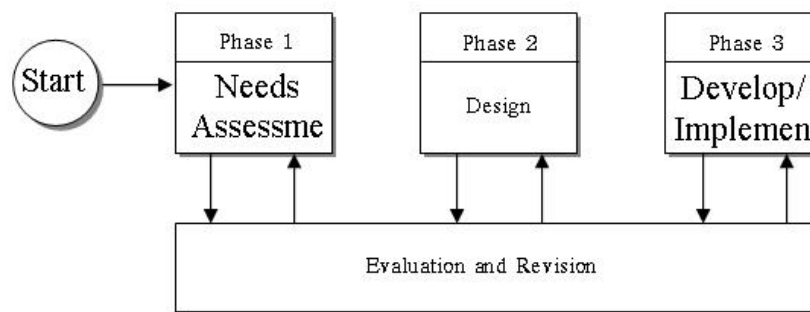 Start
Phase 1
Needs
Assessme
Phase 2
Design
Phase 3
Develop/
Implemen
Evaluation and Revision